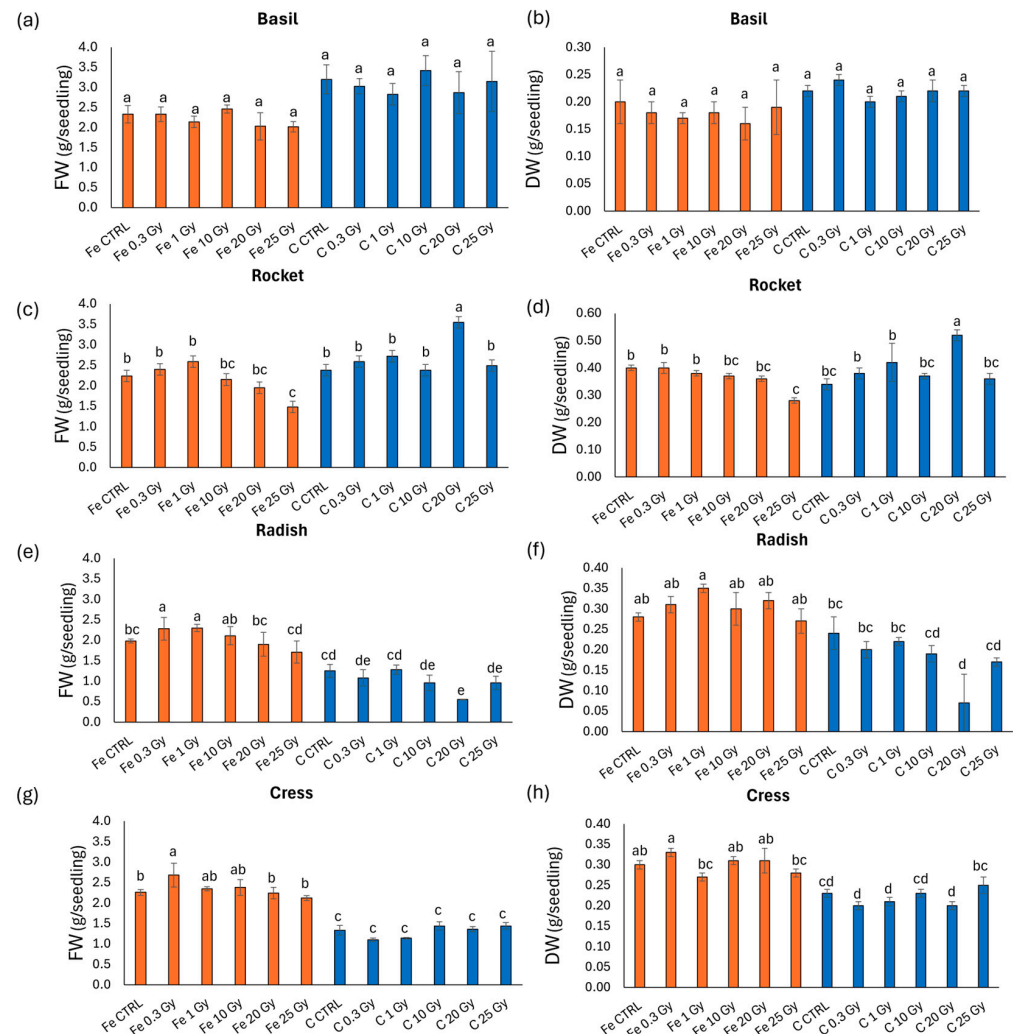 (a) Basil
4.0
3.5
3.0
2.5
2.0
1.5
1.0
0.5
0.0
FW (g/seedling)
a a a a a a a a a a a a
Fe CTRL Fe 0.3 Gy Fe 1 Gy Fe 10 Gy Fe 20 Gy Fe 25 Gy C CTRL C 0.3 Gy C 1 Gy C 10 Gy C 20 Gy C 25 Gy
(b) Basil
0.30
0.25
0.20
0.15
0.10
0.05
0.00
DW (g/seedling)
a a a a a a a a a a a a
Fe CTRL Fe 0.3 Gy Fe 1 Gy Fe 10 Gy Fe 20 Gy Fe 25 Gy C CTRL C 0.3 Gy C 1 Gy C 10 Gy C 20 Gy C 25 Gy
(c) Rocket
4.0
3.5
3.0
2.5
2.0
1.5
1.0
0.5
0.0
FW (g/seedling)
b b b bc bc c b b b b a b
Fe CTRL Fe 0.3 Gy Fe 1 Gy Fe 10 Gy Fe 20 Gy Fe 25 Gy C CTRL C 0.3 Gy C 1 Gy C 10 Gy C 20 Gy C 25 Gy
(d) Rocket
0.60
0.50
0.40
0.30
0.20
0.10
0.00
DW (g/seedling)
b b b bc bc c bc b b bc a bc
Fe CTRL Fe 0.3 Gy Fe 1 Gy Fe 10 Gy Fe 20 Gy Fe 25 Gy C CTRL C 0.3 Gy C 1 Gy C 10 Gy C 20 Gy C 25 Gy
(e) Radish
4.0
3.5
3.0
2.5
2.0
1.5
1.0
0.5
0.0
FW (g/seedling)
bc a a ab bc cd cd de cd de e de
Fe CTRL Fe 0.3 Gy Fe 1 Gy Fe 10 Gy Fe 20 Gy Fe 25 Gy C CTRL C 0.3 Gy C 1 Gy C 10 Gy C 20 Gy C 25 Gy
(f) Radish
0.40
0.35
0.30
0.25
0.20
0.15
0.10
0.05
0.00
DW (g/seedling)
ab ab a ab ab ab bc bc bc cd d cd
Fe CTRL Fe 0.3 Gy Fe 1 Gy Fe 10 Gy Fe 20 Gy Fe 25 Gy C CTRL C 0.3 Gy C 1 Gy C 10 Gy C 20 Gy C 25 Gy
(g) Cress
4.0
3.5
3.0
2.5
2.0
1.5
1.0
0.5
0.0
FW (g/seedling)
b a ab ab b b c c c c c c
Fe CTRL Fe 0.3 Gy Fe 1 Gy Fe 10 Gy Fe 20 Gy Fe 25 Gy C CTRL C 0.3 Gy C 1 Gy C 10 Gy C 20 Gy C 25 Gy
(h) Cress
0.40
0.35
0.30
0.25
0.20
0.15
0.10
0.05
0.00
DW (g/seedling)
ab a bc ab ab bc cd d d cd d bc
Fe CTRL Fe 0.3 Gy Fe 1 Gy Fe 10 Gy Fe 20 Gy Fe 25 Gy C CTRL C 0.3 Gy C 1 Gy C 10 Gy C 20 Gy C 25 Gy